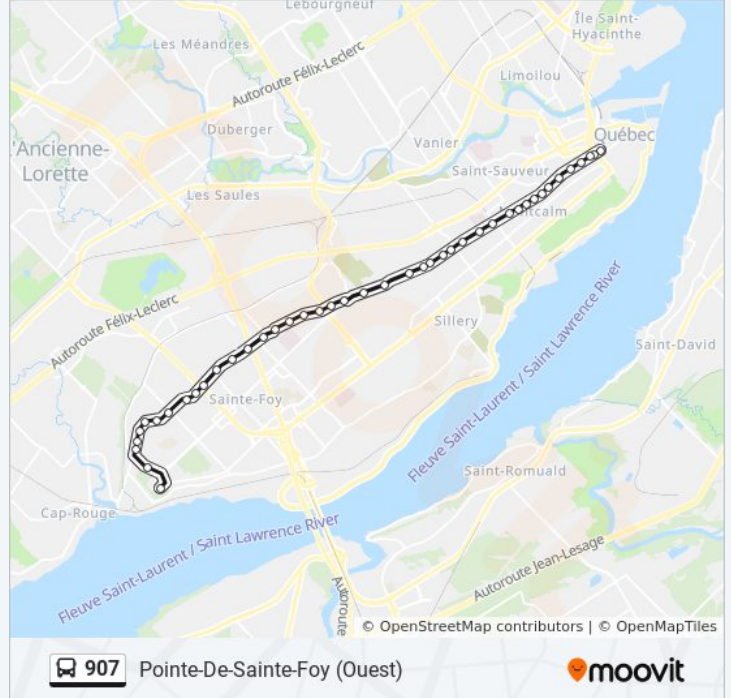 Lebourgneuf
Île Saint-
Hyacinthe
Les Méandres
Autoroute Félix-Leclerc
Limoilou
Duberger
Québec
Vanier
'Ancienne-
Lorette
Saint-Sauveur
Les Saules
Montcalm
Autoroute Félix-Leclerc
Sillery
Saint-David
Fleuve Saint-Laurent / Saint Lawrence River
Sainte-Foy
Saint-Romuald
Cap-Rouge
Fleuve Saint-Laurent / Saint Lawrence River
Autoroute Jean-Lesage
Autoroute
© OpenStreetMap contributors | © OpenMapTiles
907 Pointe-De-Sainte-Foy (Ouest)
moovit